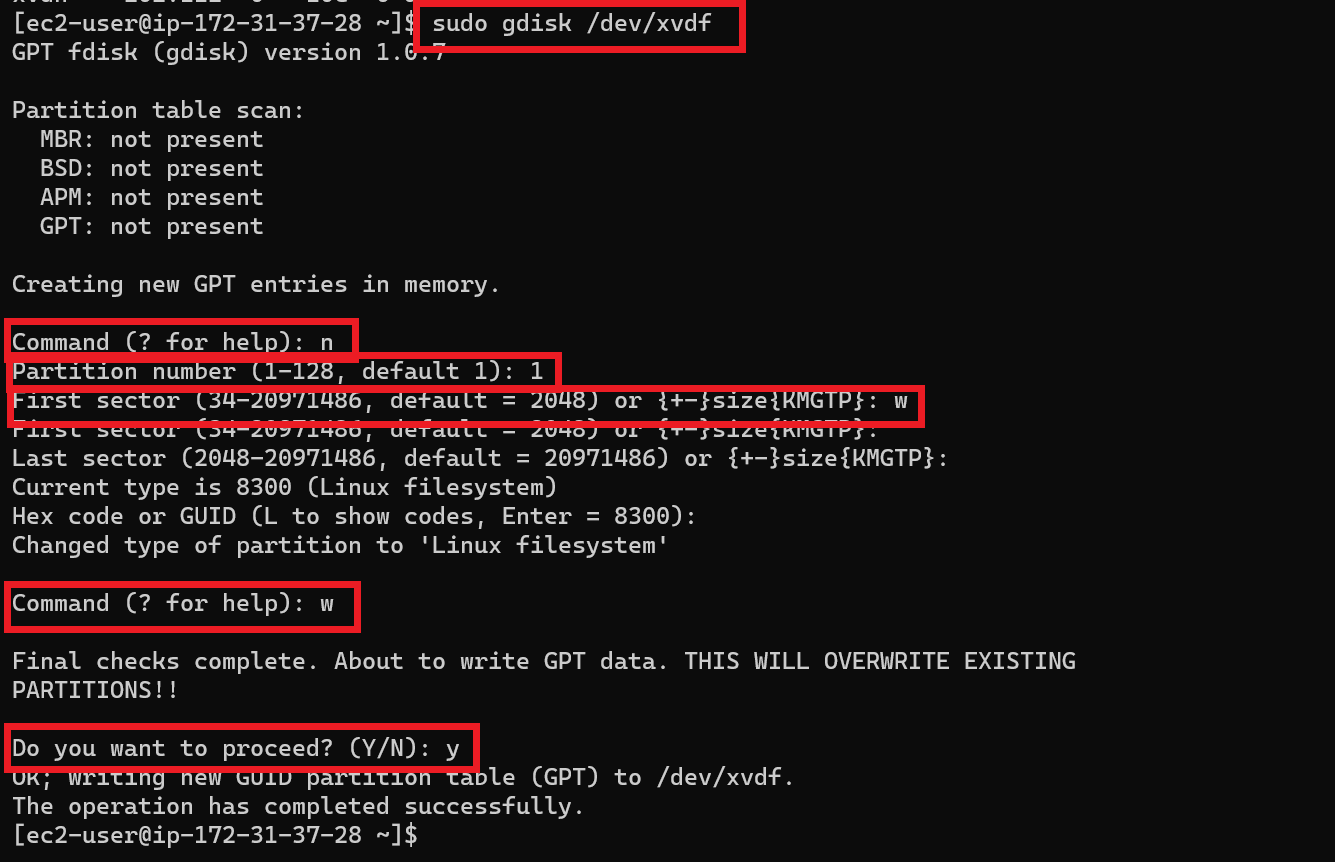 [ec2-user@ip-172-31-37-28 ~]$ sudo gdisk /dev/xvdf
GPT fdisk (gdisk) version 1.0.7
Partition table scan:
MBR: not present
BSD: not present
APM: not present
GPT: not present
Creating new GPT entries in memory.
Command (? for help): n
Partition number (1-128, default 1): 1
First sector (34-20971486, default = 2048) or {+-}size{KMGTP}: w
First sector (34-20971486, default = 2048) or {+-}size{KMGTP}:
Last sector (2048-20971486, default = 20971486) or {+-}size{KMGTP}:
Current type is 8300 (Linux filesystem)
Hex code or GUID (L to show codes, Enter = 8300):
Changed type of partition to 'Linux filesystem'
Command (? for help): w
Final checks complete. About to write GPT data. THIS WILL OVERWRITE EXISTING
PARTITIONS!!
Do you want to proceed? (Y/N): y
OK; writing new GUID partition table (GPT) to /dev/xvdf.
The operation has completed successfully.
[ec2-user@ip-172-31-37-28 ~]$